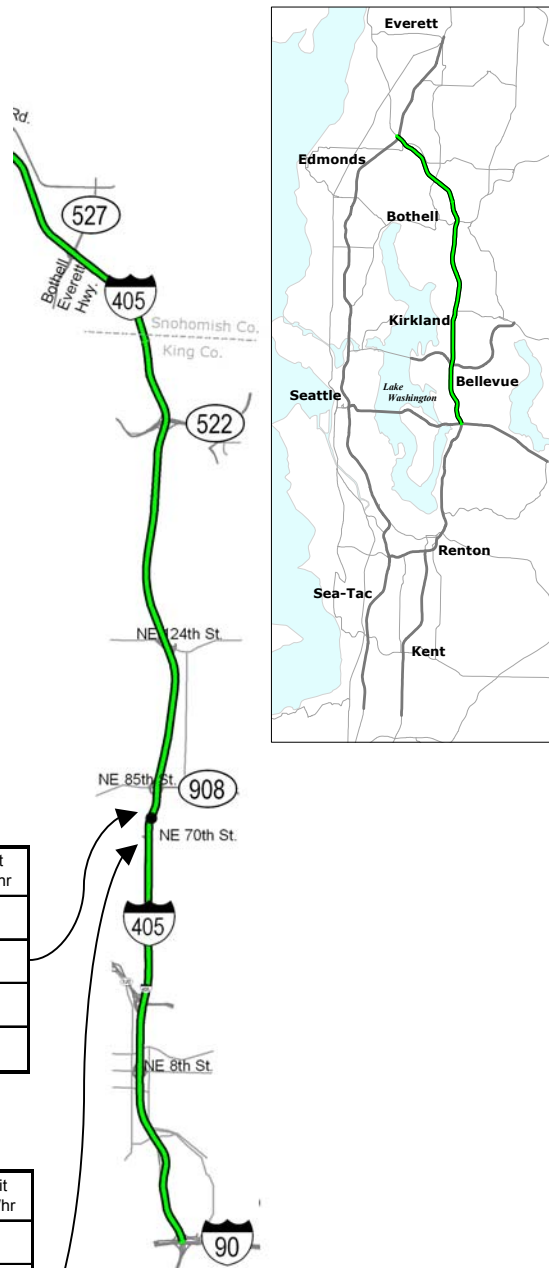 Everett
Rd.
Edmonds
527
Bothell
Bothell
Everett
Hwy.
405
Snohomish Co.
King Co.
Kirkland
Bellevue
Lake
Washington
Seattle
522
Renton
Sea-Tac
NE 124th St.
Kent
NE 85th St.
908
NE 70th St.
405
NE 8th St.
90